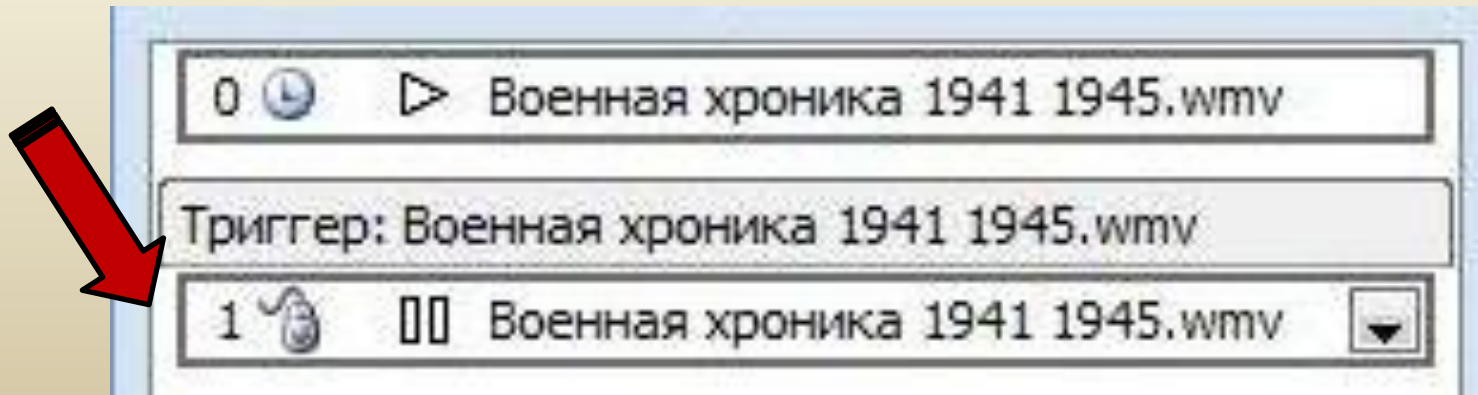 0 Военная хроника 1941 1945.wmv
Триггер: Военная хроника 1941 1945.wmv
1 Военная хроника 1941 1945.wmv